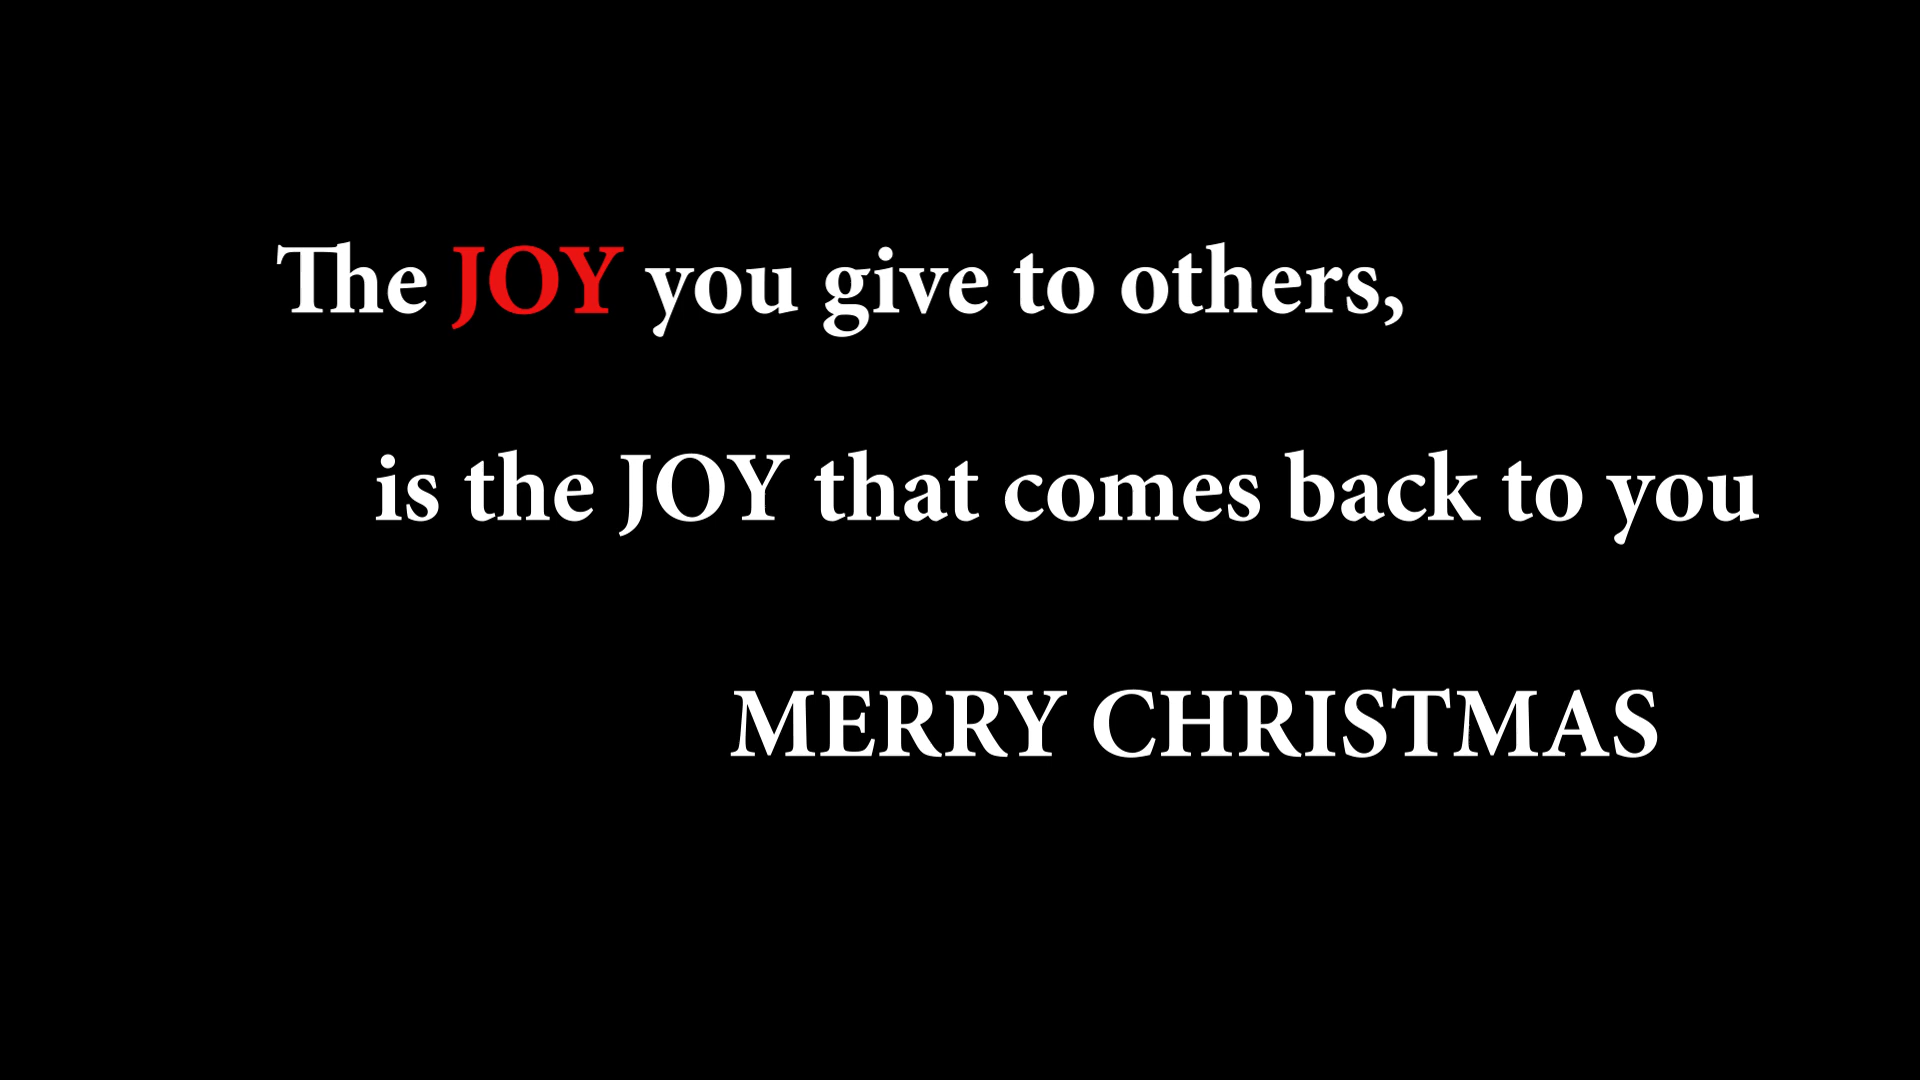 The JOY you give to others,
is the JOY that comes back to you
MERRY CHRISTMAS